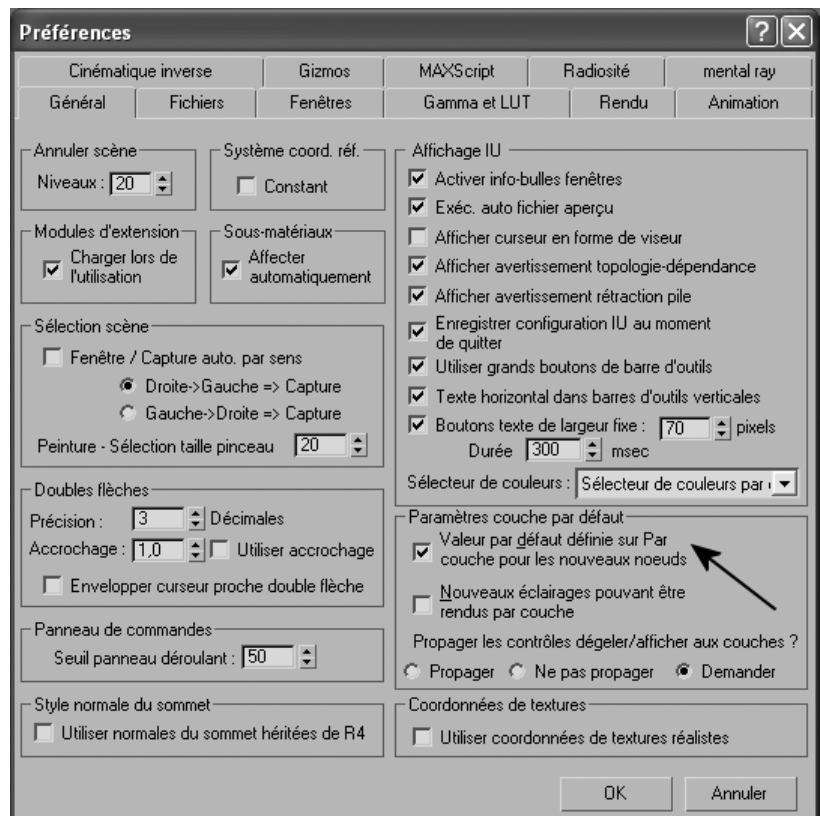 Préférences
Cinématique inverse Gizmos MAXScript Radiosité mental ray
Général Fichiers Fenêtres Gamma et LUT Rendu Animation
Annuler scène
Niveaux : 20
Système coord. réf.
Constant
Modules d'extension
Charger lors de
l'utilisation
Sous-matériaux
Affecter
automatiquement
Sélection scène
Fenêtre / Capture auto. par sens
Droite->Gauche => Capture
Gauche->Droite => Capture
Peinture - Sélection taille pinceau 20
Doubles flèches
Précision : 3 Décimales
Accrochage : 1,0 Utiliser accrochage
Envelopper curseur proche double flèche
Panneau de commandes
Seuil panneau déroulant : 50
Style normale du sommet
Utiliser normales du sommet héritées de R4
Affichage IU
Activer info-bulles fenêtres
Exéc. auto fichier aperçu
Afficher curseur en forme de viseur
Afficher avertissement topologie-dépendance
Afficher avertissement rétraction pile
Enregistrer configuration IU au moment
de quitter
Utiliser grands boutons de barre d'outils
Texte horizontal dans barres d'outils verticales
Boutons texte de largeur fixe : 70 pixels
Durée 300 msec
Sélecteur de couleurs : Sélecteur de couleurs par
Paramètres couche par défaut
Valeur par défaut définie sur Par
couche pour les nouveaux noeuds
Nouveaux éclairages pouvant être
rendus par couche
Propager les contrôles dégeler/afficher aux couches ?
Propager Ne pas propager Demander
Coordonnées de textures
Utiliser coordonnées de textures réalistes
OK Annuler